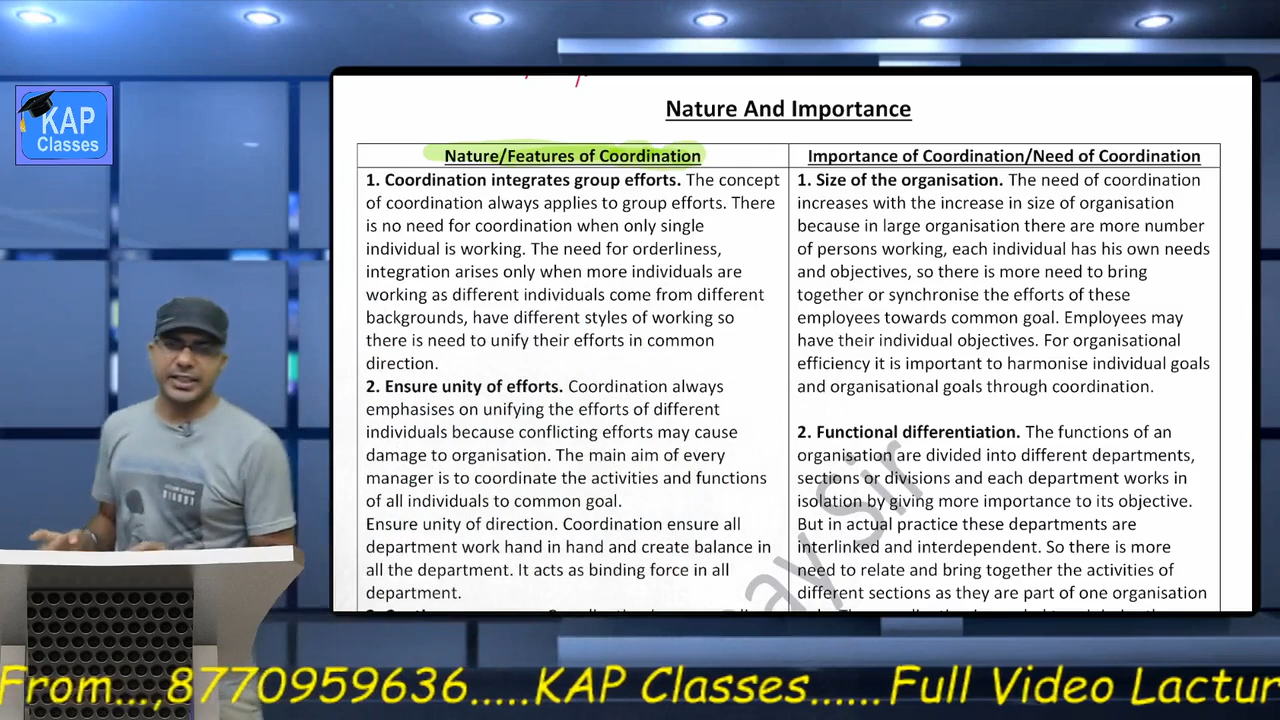 KAP
Classes
Nature And Importance
Nature/Features of Coordination
1. Coordination integrates group efforts. The concept
of coordination always applies to group efforts. There
is no need for coordination when only single
individual is working. The need for orderliness,
integration arises only when more individuals are
working as different individuals come from different
backgrounds, have different styles of working so
there is need to unify their efforts in common
direction.
2. Ensure unity of efforts. Coordination always
emphasises on unifying the efforts of different
individuals because conflicting efforts may cause
damage to organisation. The main aim of every
manager is to coordinate the activities and functions
of all individuals to common goal.
Ensure unity of direction. Coordination ensure all
department work hand in hand and create balance in
all the department. It acts as binding force in all
department.
Importance of Coordination/Need of Coordination
1. Size of the organisation. The need of coordination
increases with the increase in size of organisation
because in large organisation there are more number
of persons working, each individual has his own needs
and objectives, so there is more need to bring
together or synchronise the efforts of these
employees towards common goal. Employees may
have their individual objectives. For organisational
efficiency it is important to harmonise individual goals
and organisational goals through coordination.
2. Functional differentiation. The functions of an
organisation are divided into different departments,
sections or divisions and each department works in
isolation by giving more importance to its objective.
But in actual practice these departments are
interlinked and interdependent. So there is more
need to relate and bring together the activities of
different sections as they are part of one organisation
ay Sir
From...,8770959636.....KAP Classes......Full Video Lactur